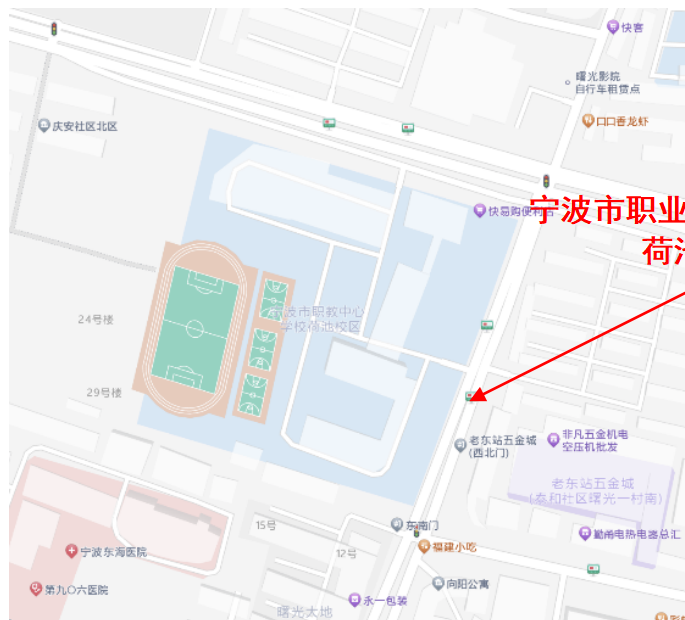 快客
曙光影院
自行车租赁点
口口香龙虾
庆安社区北区
快易购便利店
宁波市职业
荷池
宁波市职教中心
学校荷池校区
24号楼
29号楼
老东站五金城
(西北门)
非凡五金机电
空压机批发
老东站五金城
(泰和社区曙光一村南)
15号
东南门
12号
福建小吃
勤甬电热电器总汇
宁波东海医院
第九〇六医院
向阳公寓
永一包装
曙光大地